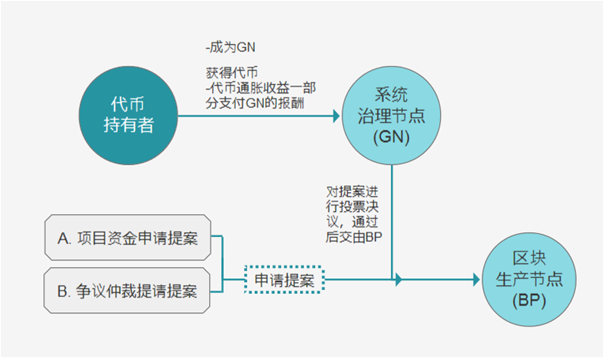 -成为GN
获得代币
-代币通胀收益一部
分支付GN的报酬
代币
持有者
系统
治理节点
(GN)
对提案进
行投票决
议，通过
后交由BP
A. 项目资金申请提案
B. 争议仲裁提请提案
申请提案
区块
生产节点
(BP)